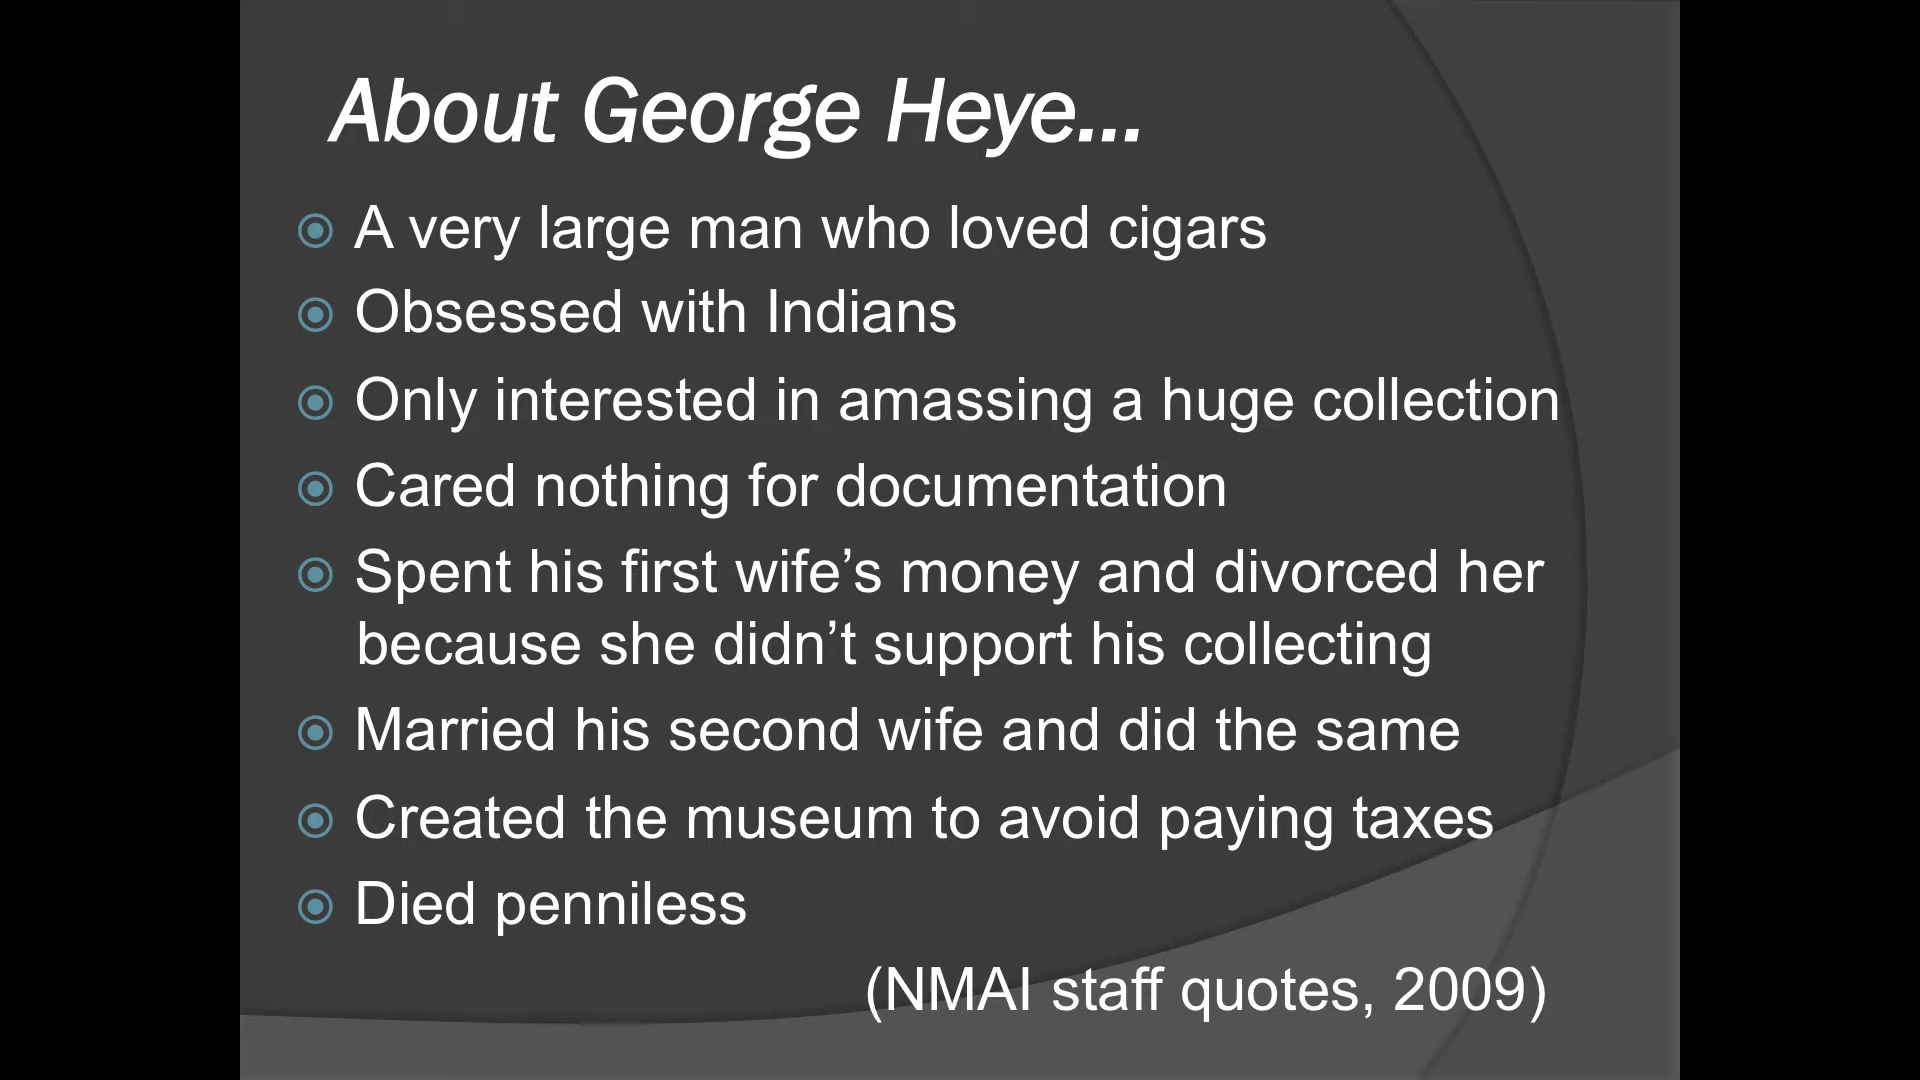 About George Heye...
A very large man who loved cigars
Obsessed with Indians
Only interested in amassing a huge collection
Cared nothing for documentation
Spent his first wife’s money and divorced her
because she didn’t support his collecting
Married his second wife and did the same
Created the museum to avoid paying taxes
Died penniless
(NMAI staff quotes, 2009)